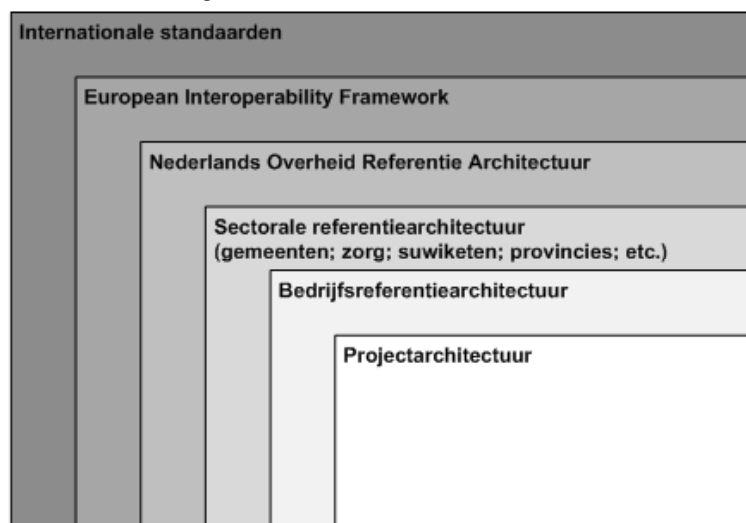 Internationale standaarden
European Interoperability Framework
Nederlands Overheid Referentie Architectuur
Sectorale referentiearchitectuur
(gemeenten; zorg; suwiketen; provincies; etc.)
Bedrijfsreferentiearchitectuur
Projectarchitectuur